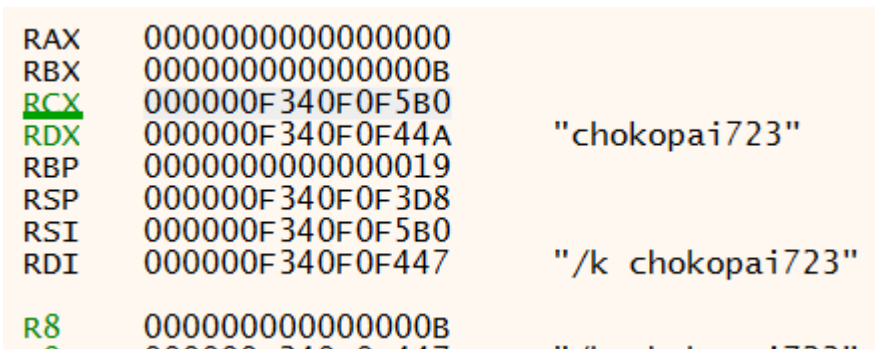 RAX 0000000000000000
RBX 000000000000000B
RCX 000000F340F0F5B0
RDX 000000F340F0F44A "chokopai723"
RBP 0000000000000019
RSP 000000F340F0F3D8
RSI 000000F340F0F5B0
RDI 000000F340F0F447 "/k chokopai723"
R8 000000000000000B